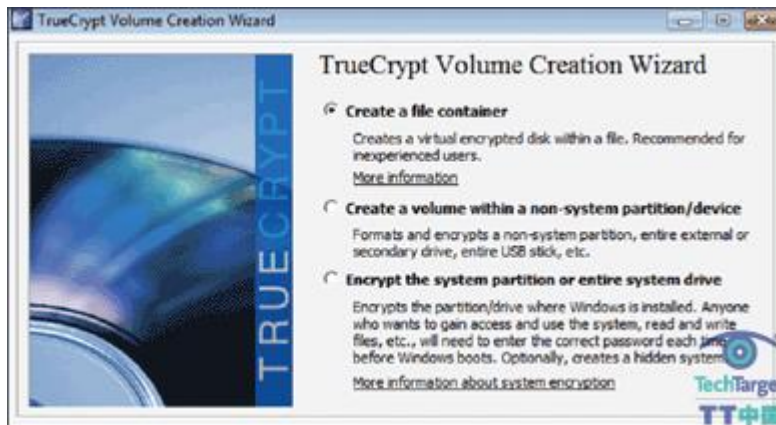 TrueCrypt Volume Creation Wizard
TRUECRYPT
TrueCrypt Volume Creation Wizard
Create a file container
Creates a virtual encrypted disk within a file. Recommended for
inexperienced users.
More information
Create a volume within a non-system partition/device
Formats and encrypts a non-system partition, entire external or
secondary drive, entire USB stick, etc.
Encrypt the system partition or entire system drive
Encrypts the partition/drive where Windows is installed. Anyone
who wants to gain access and use the system, read and write
files, etc., will need to enter the correct password each time
before Windows boots. Optionally, creates a hidden system
More information about system encryption
TechTarge
TT中国